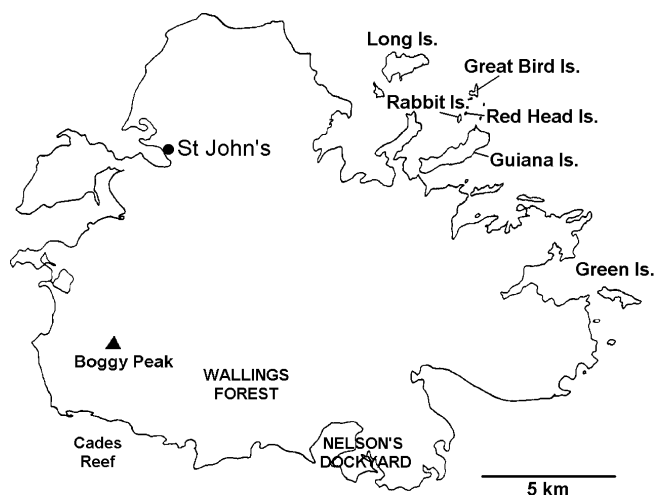 Long Is.
Great Bird Is.
Rabbit Is.
Red Head Is.
St John's
Guiana Is.
Green Is.
Boggy Peak
WALLINGS
FOREST
Cades
Reef
NELSON'S
DOCKYARD
5 km